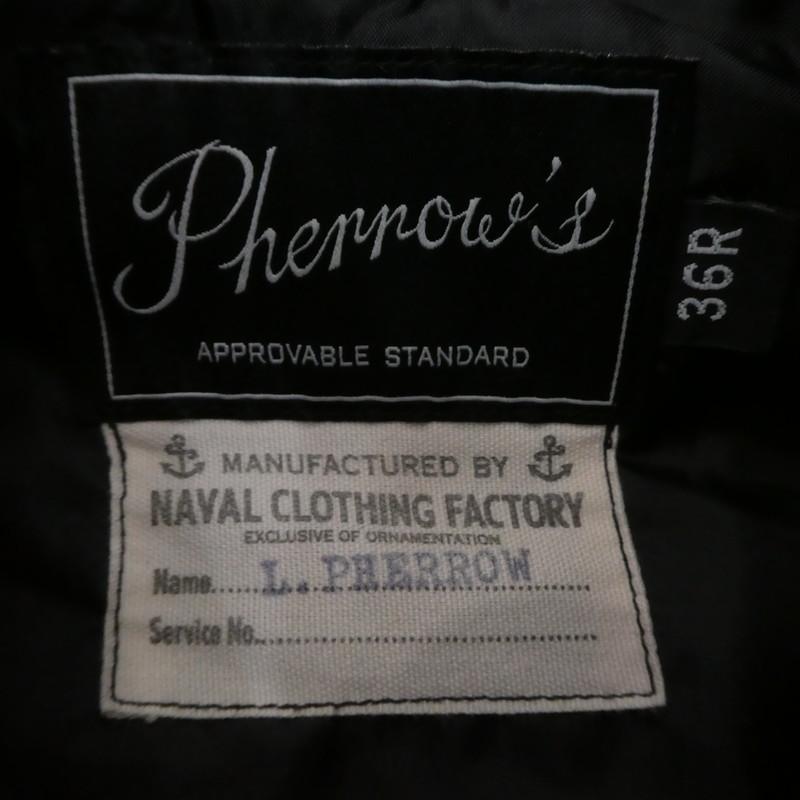 Pherrow's
APPROVABLE STANDARD
36R
MANUFACTURED BY
NAVAL CLOTHING FACTORY
EXCLUSIVE OF ORNAMENTATION
Name......L. PHERROW......
Service No................